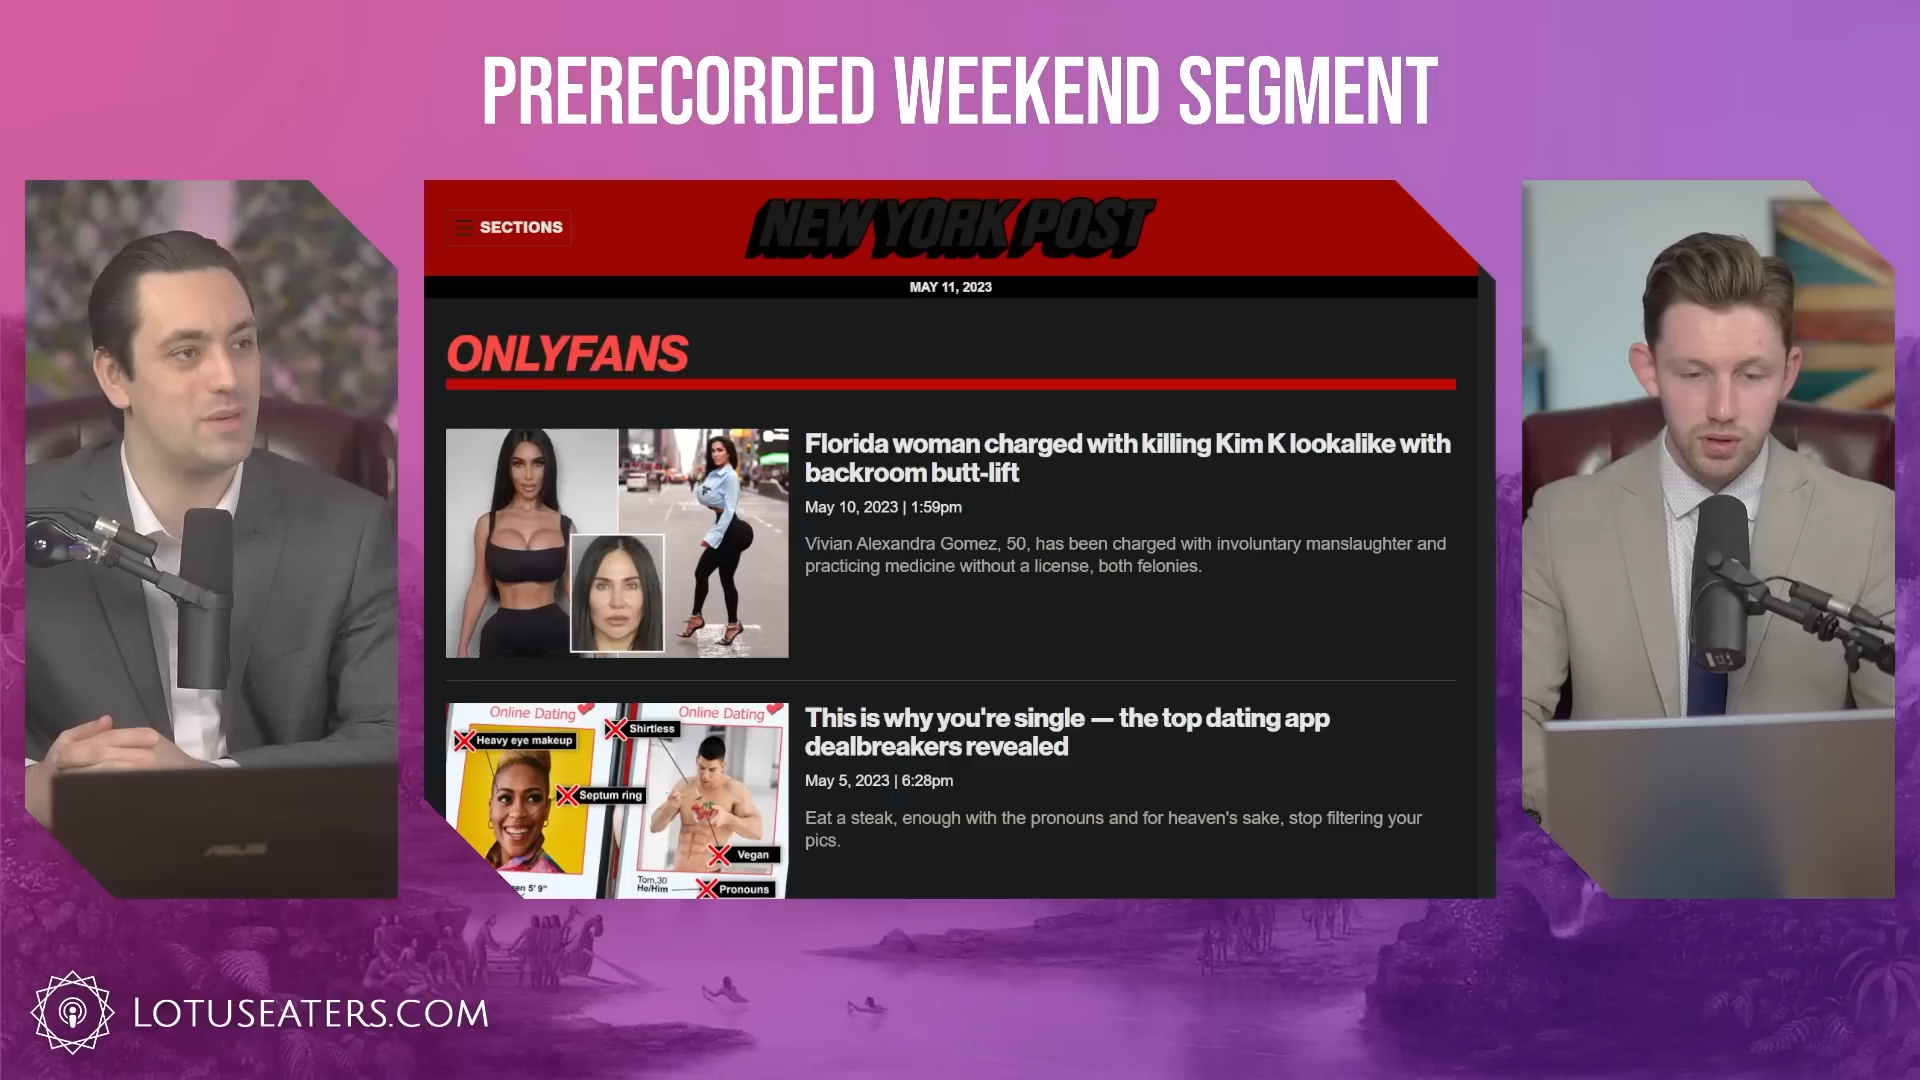 PRERECORDED WEEKEND SEGMENT
SECTIONS
NEW YORK POST
MAY 11, 2023
ONLYFANS
Florida woman charged with killing Kim K lookalike with
backroom butt-lift
May 10, 2023 | 1:59pm
Vivian Alexandra Gomez, 50, has been charged with involuntary manslaughter and
practicing medicine without a license, both felonies.
Online Dating
Online Dating
Heavy eye makeup
Shirtless
Septum ring
Vegan
Tom,30
He/Him
Pronouns
5' 9"
This is why you're single — the top dating app
dealbreakers revealed
May 5, 2023 | 6:28pm
Eat a steak, enough with the pronouns and for heaven's sake, stop filtering your
pics.
ASUS
LOTUSEATERS.COM